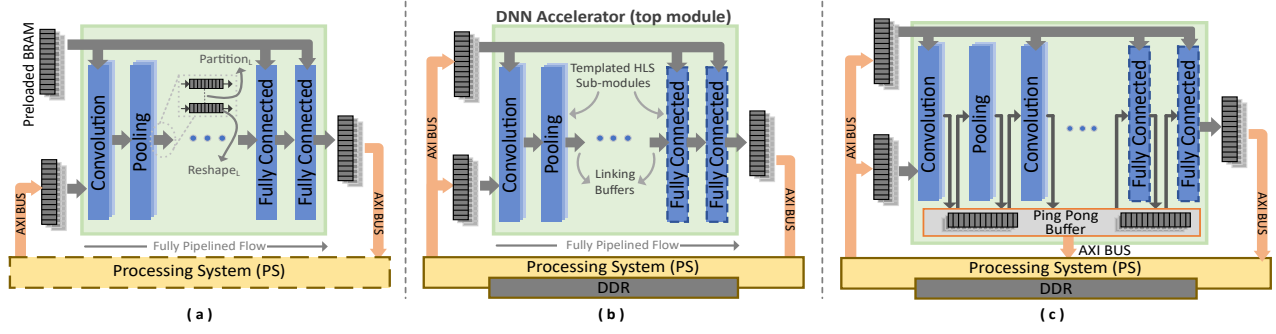 Preloaded BRAM
Partition_L
Convolution
Pooling
Reshape_L
Fully Connected
Fully Connected
AXI BUS
AXI BUS
Fully Pipelined Flow
Processing System (PS)
( a )
DNN Accelerator (top module)
Templated HLS
Sub-modules
AXI BUS
Convolution
Pooling
Linking
Buffers
Fully Connected
Fully Connected
AXI BUS
Fully Pipelined Flow
Processing System (PS)
DDR
( b )
AXI BUS
Convolution
Pooling
Convolution
Fully Connected
Fully Connected
Ping Pong
Buffer
AXI BUS
AXI BUS
Processing System (PS)
DDR
( c )